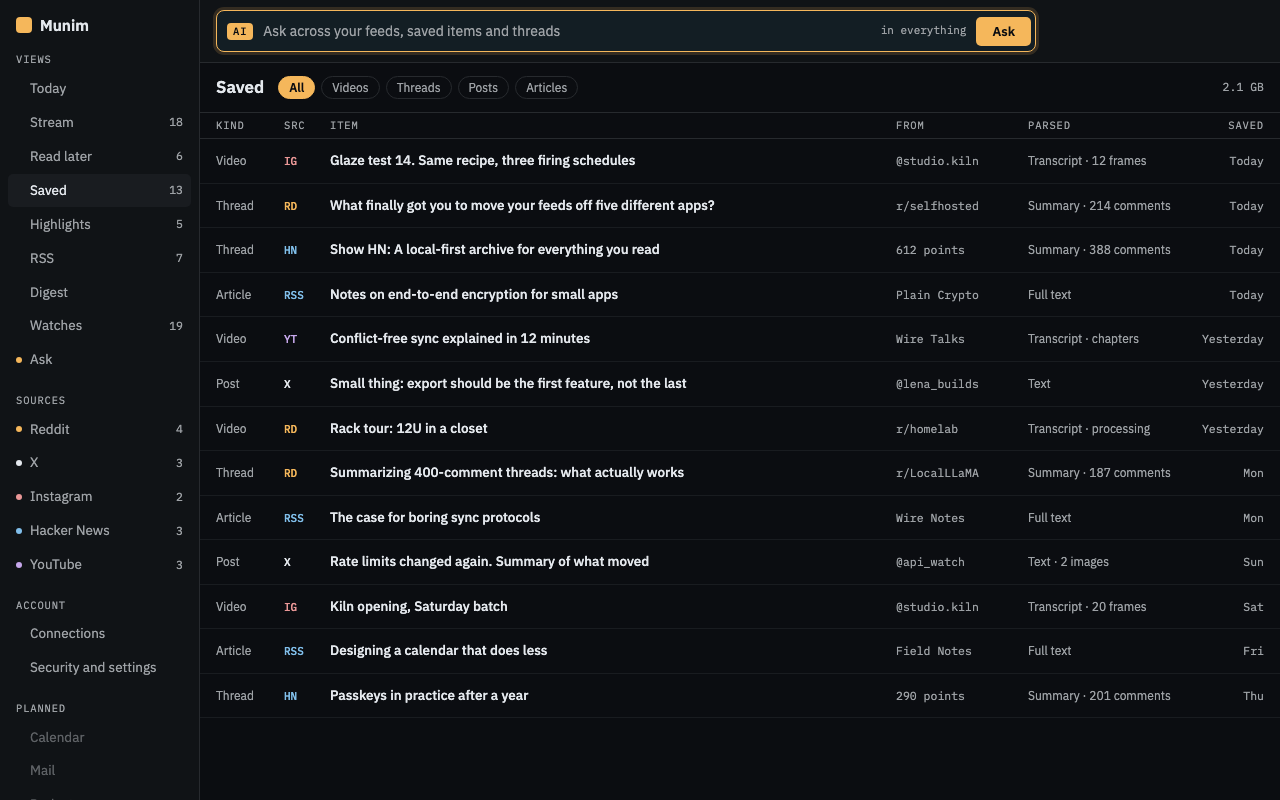 Munim
VIEWS
Today
Stream 18
Read later 6
Saved 13
Highlights 5
RSS 7
Digest
Watches 19
Ask
SOURCES
Reddit 4
X 3
Instagram 2
Hacker News 3
YouTube 3
ACCOUNT
Connections
Security and settings
PLANNED
Calendar
Mail
AI Ask across your feeds, saved items and threads in everything Ask
Saved All Videos Threads Posts Articles 2.1 GB
KIND SRC ITEM FROM PARSED SAVED
Video IG Glaze test 14. Same recipe, three firing schedules @studio.kiln Transcript · 12 frames Today
Thread RD What finally got you to move your feeds off five different apps? r/selfhosted Summary · 214 comments Today
Thread HN Show HN: A local-first archive for everything you read 612 points Summary · 388 comments Today
Article RSS Notes on end-to-end encryption for small apps Plain Crypto Full text Today
Video YT Conflict-free sync explained in 12 minutes Wire Talks Transcript · chapters Yesterday
Post X Small thing: export should be the first feature, not the last @lena_builds Text Yesterday
Video RD Rack tour: 12U in a closet r/homelab Transcript · processing Yesterday
Thread RD Summarizing 400-comment threads: what actually works r/LocalLLaMA Summary · 187 comments Mon
Article RSS The case for boring sync protocols Wire Notes Full text Mon
Post X Rate limits changed again. Summary of what moved @api_watch Text · 2 images Sun
Video IG Kiln opening, Saturday batch @studio.kiln Transcript · 20 frames Sat
Article RSS Designing a calendar that does less Field Notes Full text Fri
Thread HN Passkeys in practice after a year 290 points Summary · 201 comments Thu